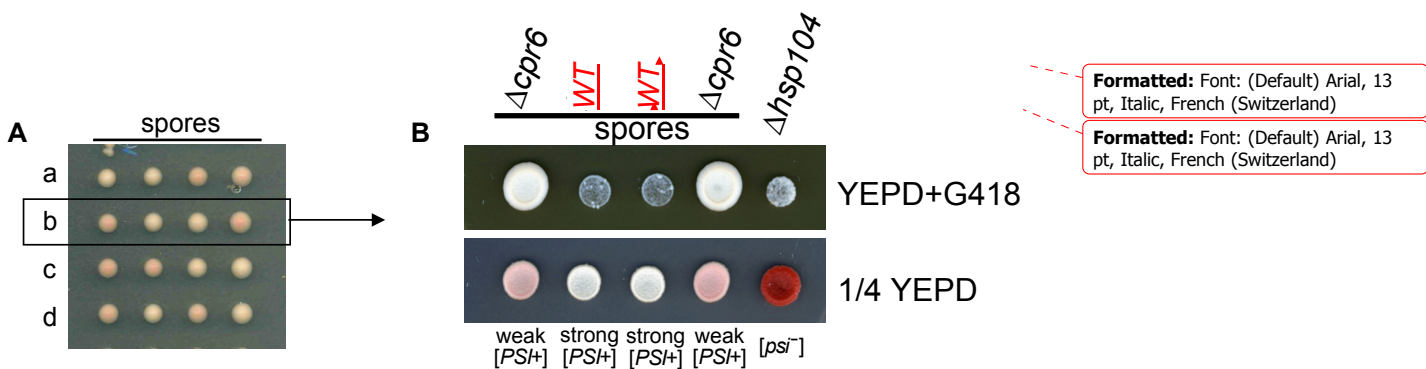 A
spores
a
b
c
d
B
Δcpr6
WT
WT
Δcpr6
Δhsp104
spores
YEPD+G418
1/4 YEPD
weak
[PSI+]
strong
[PSI+]
strong
[PSI+]
weak
[PSI+]
[psi⁻]
Formatted: Font: (Default) Arial, 13
pt, Italic, French (Switzerland)
Formatted: Font: (Default) Arial, 13
pt, Italic, French (Switzerland)